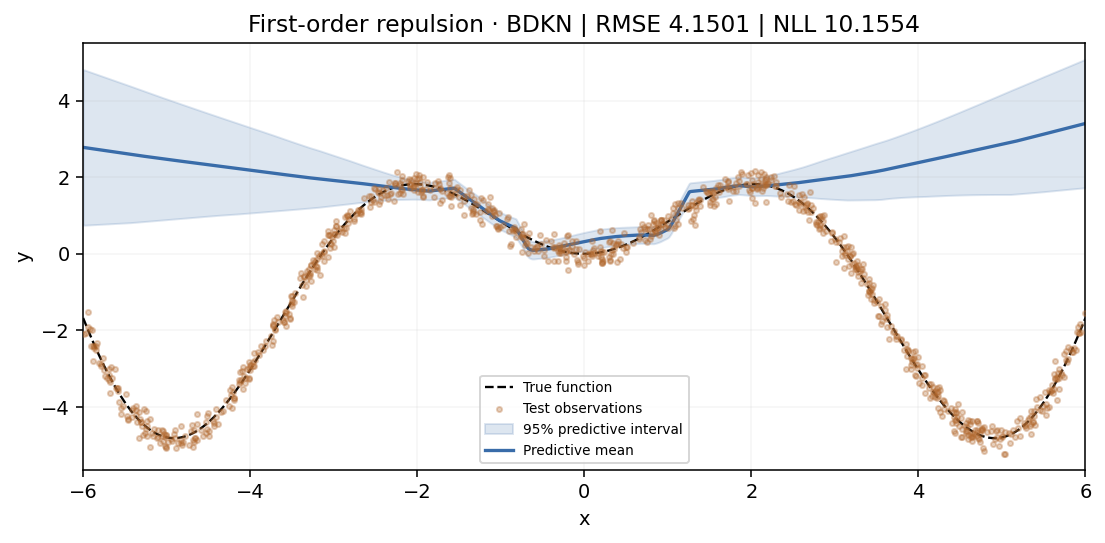 First-order repulsion · BDKN | RMSE 4.1501 | NLL 10.1554
y
4
2
0
−2
−4
True function
Test observations
95% predictive interval
Predictive mean
−6 −4 −2 0 2 4 6
x